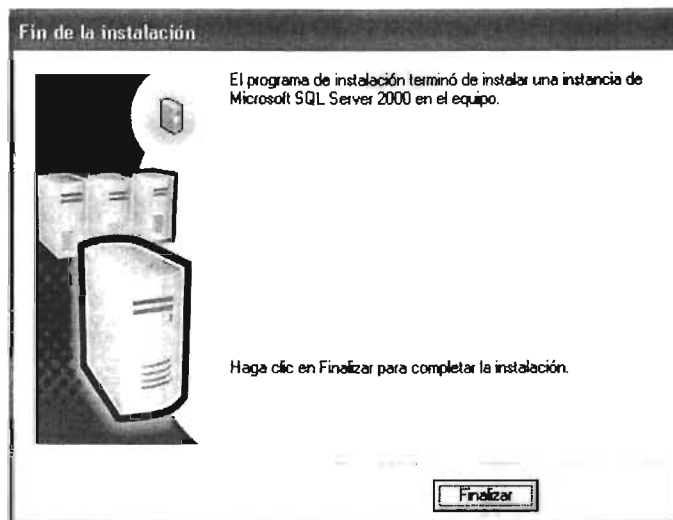 Fin de la instalación
El programa de instalación terminó de instalar una instancia de
Microsoft SQL Server 2000 en el equipo.
Haga clic en Finalizar para completar la instalación.
Finalizar